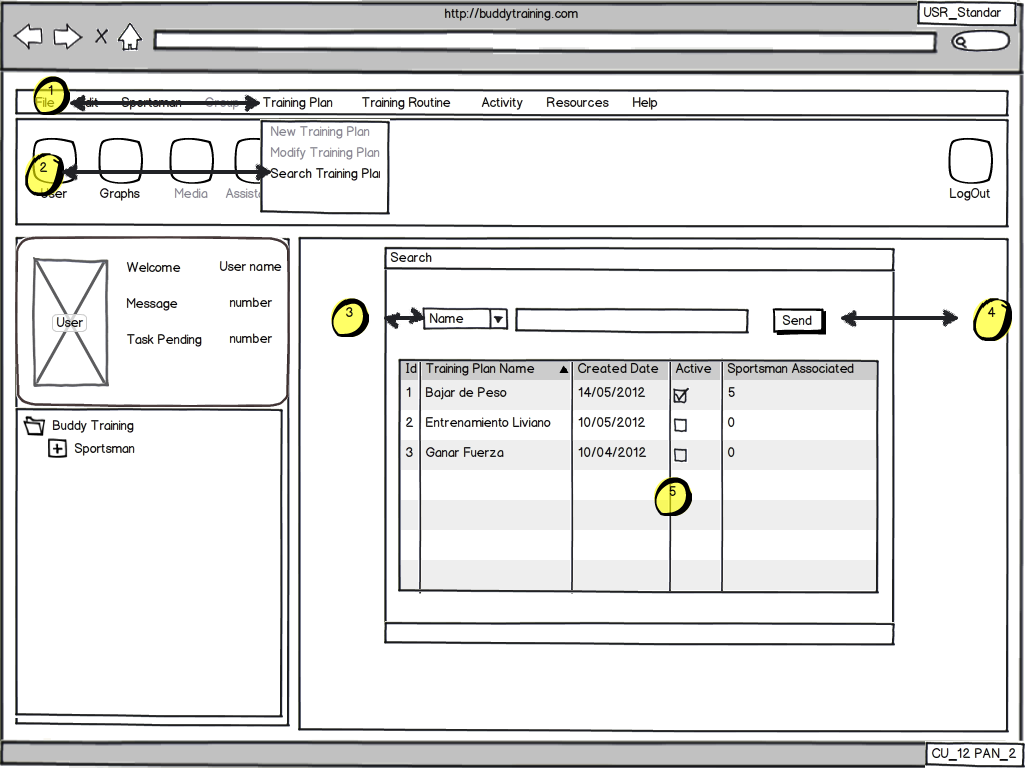 http://buddytraining.com
USR_Standar
1
File Edit Sportsman Group Training Plan Training Routine Activity Resources Help
New Training Plan
Modify Training Plan
Search Training Plan
2
User Graphs Media Assist
LogOut
Welcome User name
Message number
User
Task Pending number
Buddy Training
+ Sportsman
Search
3
Name
Send
4
Id Training Plan Name Created Date Active Sportsman Associated
1 Bajar de Peso 14/05/2012 5
2 Entrenamiento Liviano 10/05/2012 0
3 Ganar Fuerza 10/04/2012 0
5
CU_12 PAN_2